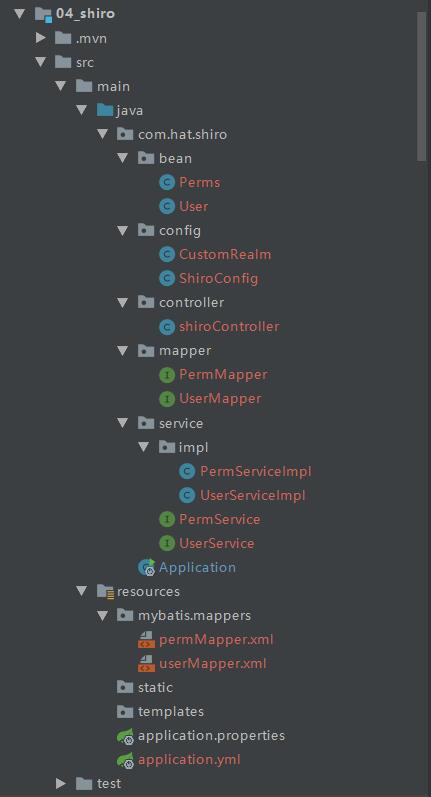 04_shiro
.mvn
src
main
java
com.hat.shiro
bean
Perms
User
config
CustomRealm
ShiroConfig
controller
shiroController
mapper
PermMapper
UserMapper
service
impl
PermServiceImpl
UserServiceImpl
PermService
UserService
Application
resources
mybatis.mappers
permMapper.xml
userMapper.xml
static
templates
application.properties
application.yml
test